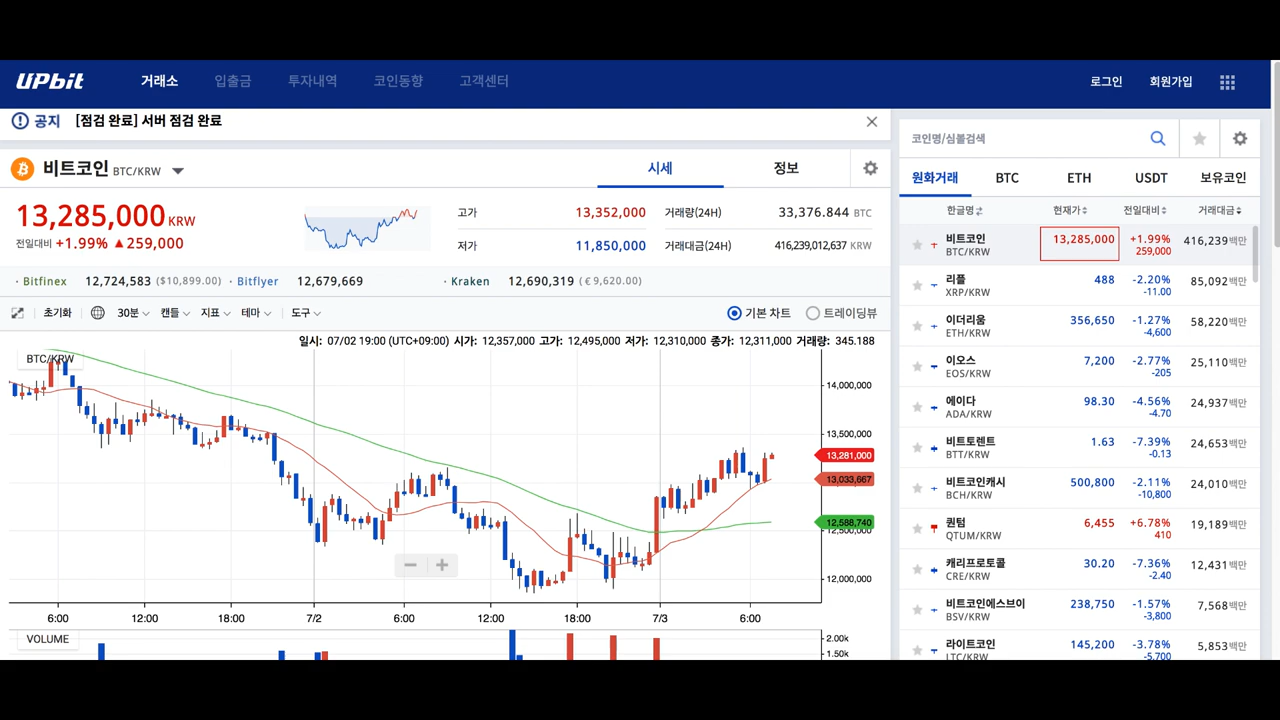 UPbit 거래소 입출금 투자내역 코인동향 고객센터 로그인 회원가입
공지 [점검 완료] 서버 점검 완료
비트코인 BTC/KRW 시세 정보
13,285,000 KRW
전일대비 +1.99% ▲259,000
고가 13,352,000 거래량(24H) 33,376.844 BTC
저가 11,850,000 거래대금(24H) 416,239,012,637 KRW
· Bitfinex 12,724,583 ($10,899.00) · Bitflyer 12,679,669 · Kraken 12,690,319 (€ 9,620.00)
초기화 30분 캔들 지표 테마 도구 기본 차트 트레이딩뷰
일시: 07/02 19:00 (UTC+09:00) 시가: 12,357,000 고가: 12,495,000 저가: 12,310,000 종가: 12,311,000 거래량: 345.188
BTC/KRW
14,000,000
13,500,000
13,281,000
13,033,667
12,588,740
12,500,000
12,000,000
6:00 12:00 18:00 7/2 6:00 12:00 18:00 7/3 6:00
VOLUME
2.00k
1.50k
코인명/심볼검색
원화거래 BTC ETH USDT 보유코인
한글명 현재가 전일대비 거래대금
비트코인 13,285,000 +1.99% 416,239백만
BTC/KRW 259,000
리플 488 -2.20% 85,092백만
XRP/KRW -11.00
이더리움 356,650 -1.27% 58,220백만
ETH/KRW -4,600
이오스 7,200 -2.77% 25,110백만
EOS/KRW -205
에이다 98.30 -4.56% 24,937백만
ADA/KRW -4.70
비트토렌트 1.63 -7.39% 24,653백만
BTT/KRW -0.13
비트코인캐시 500,800 -2.11% 24,010백만
BCH/KRW -10,800
퀀텀 6,455 +6.78% 19,189백만
QTUM/KRW 410
캐리프로토콜 30.20 -7.36% 12,431백만
CRE/KRW -2.40
비트코인에스브이 238,750 -1.57% 7,568백만
BSV/KRW -3,800
라이트코인 145,200 -3.78% 5,853백만
LTC/KRW -5,700